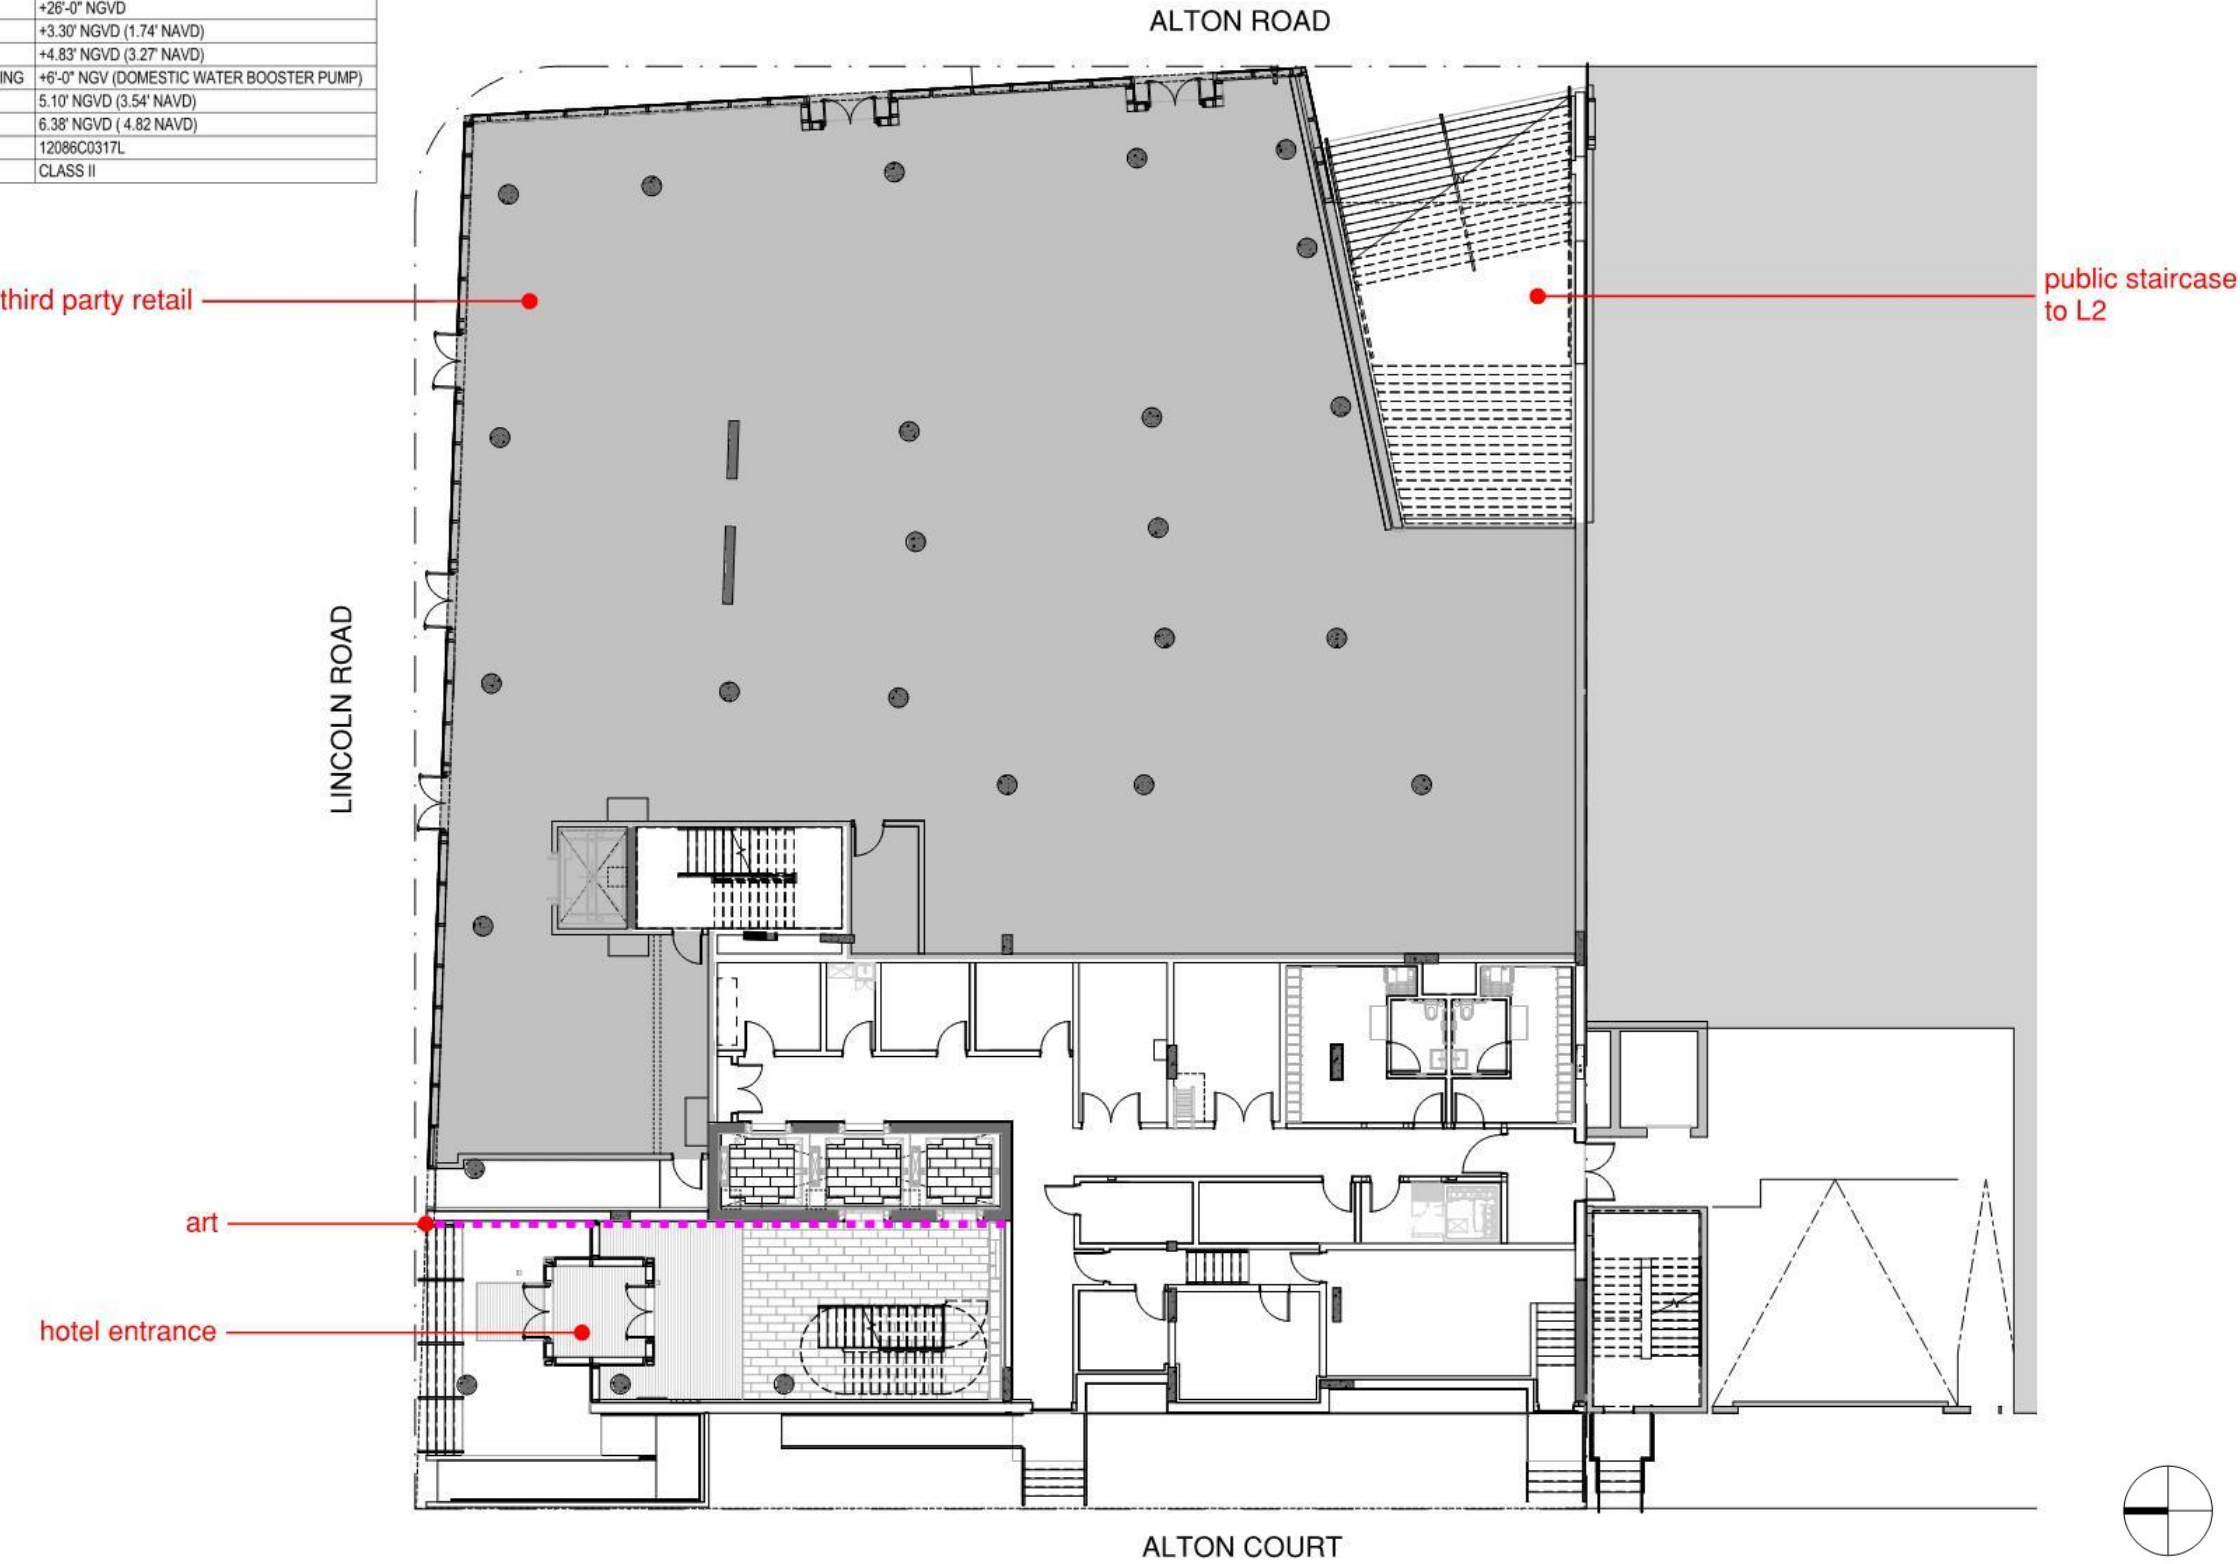 +26'-0" NGVD
+3.30' NGVD (1.74' NAVD)
+4.83' NGVD (3.27' NAVD)
ING +6'-0" NGV (DOMESTIC WATER BOOSTER PUMP)
5.10' NGVD (3.54' NAVD)
6.38' NGVD ( 4.82 NAVD)
12086C0317L
CLASS II
ALTON ROAD
third party retail
public staircase
to L2
LINCOLN ROAD
art
hotel entrance
ALTON COURT